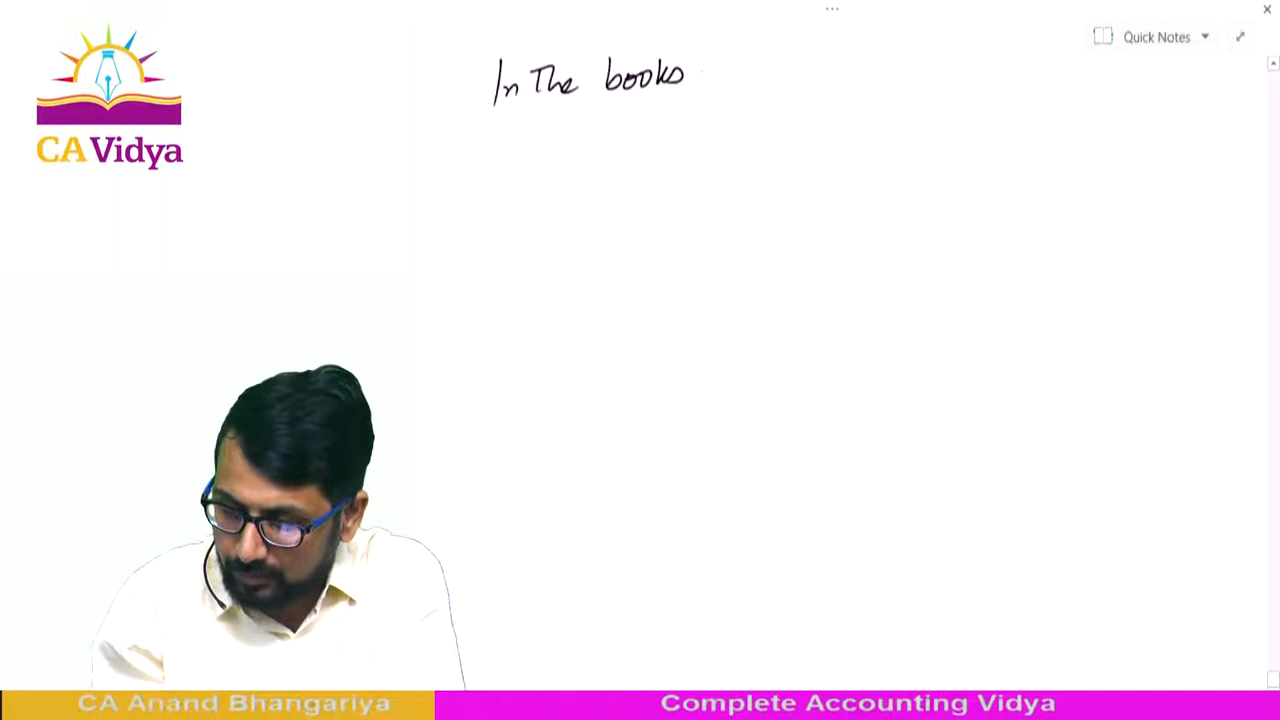 Quick Notes
In The books
CA Vidya
CA Anand Bhangariya
Complete Accounting Vidya